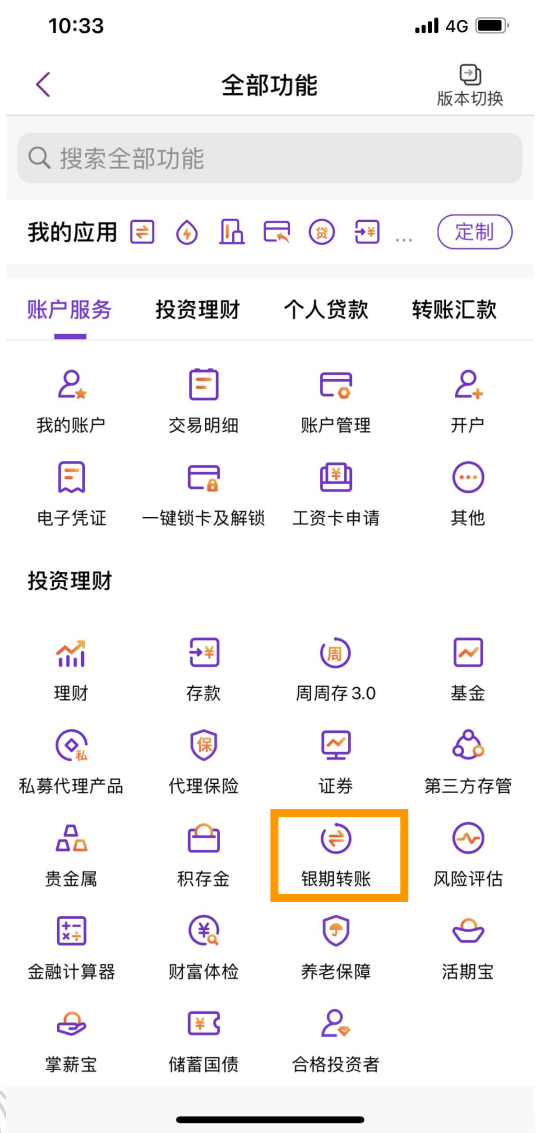 10:33 4G
全部功能
版本切换
搜索全部功能
我的应用 贷 ¥ ... 定制
账户服务 投资理财 个人贷款 转账汇款
我的账户 交易明细 账户管理 开户
¥
电子凭证 一键锁卡及解锁 工资卡申请 其他
投资理财
¥ 周
理财 存款 周周存3.0 基金
私 保
私募代理产品 代理保险 证券 第三方存管
贵金属 积存金 银期转账 风险评估
¥
金融计算器 财富体检 养老保障 活期宝
¥
掌薪宝 储蓄国债 合格投资者